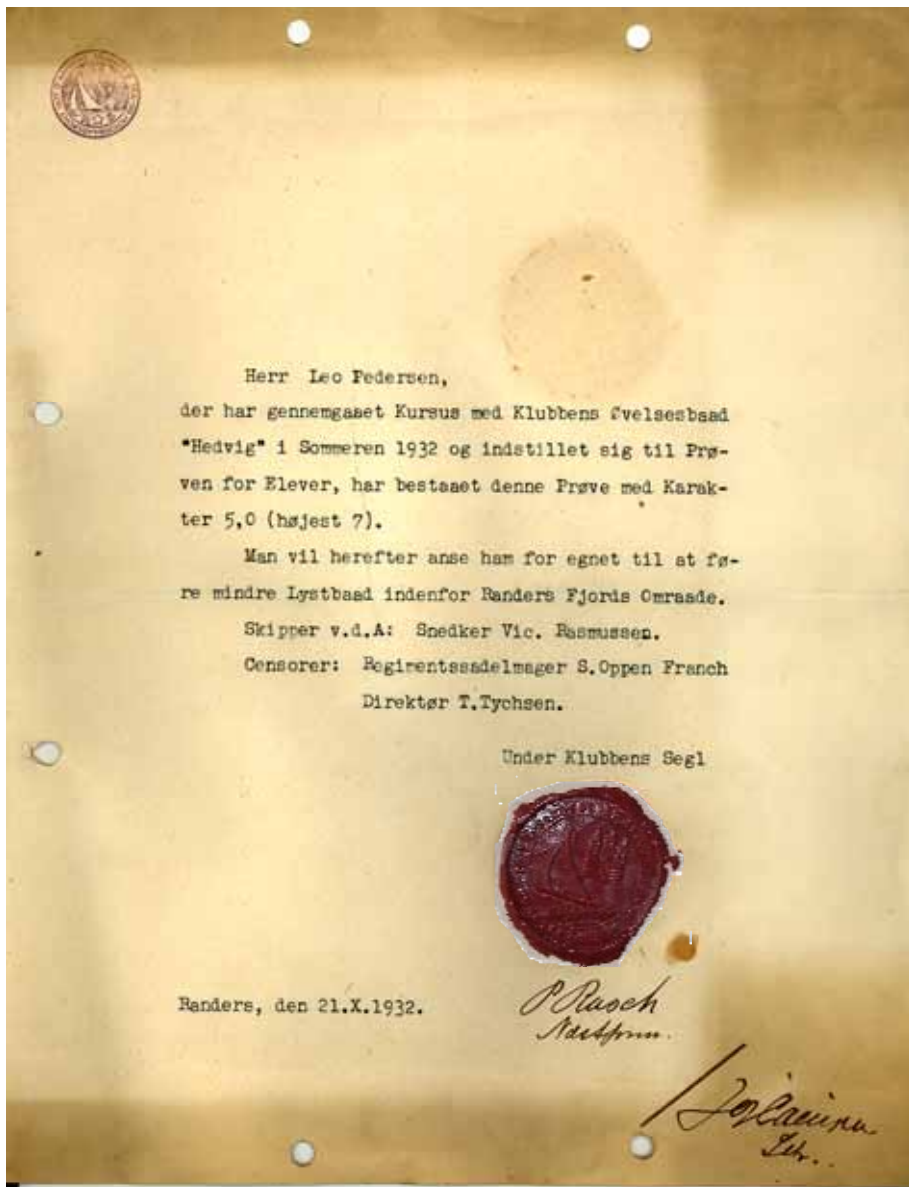 Herr Leo Pedersen,
der har gennemgaaet Kursus med Klubbens Øvelsesbaad
"Hedvig" i Sommeren 1932 og indstillet sig til Prø-
ven for Elever, har bestaaet denne Prøve med Karak-
ter 5,0 (højest 7).
Man vil herefter anse ham for egnet til at fø-
re mindre Lystbaad indenfor Randers Fjords Omraade.
Skipper v.d.A: Snedker Vic. Rasmussen.
Censorer: Regimentssadelmager S.Oppen Franch
Direktør T.Tychsen.
Under Klubbens Segl
Randers, den 21.X.1932.
P Rasch
Næstform.